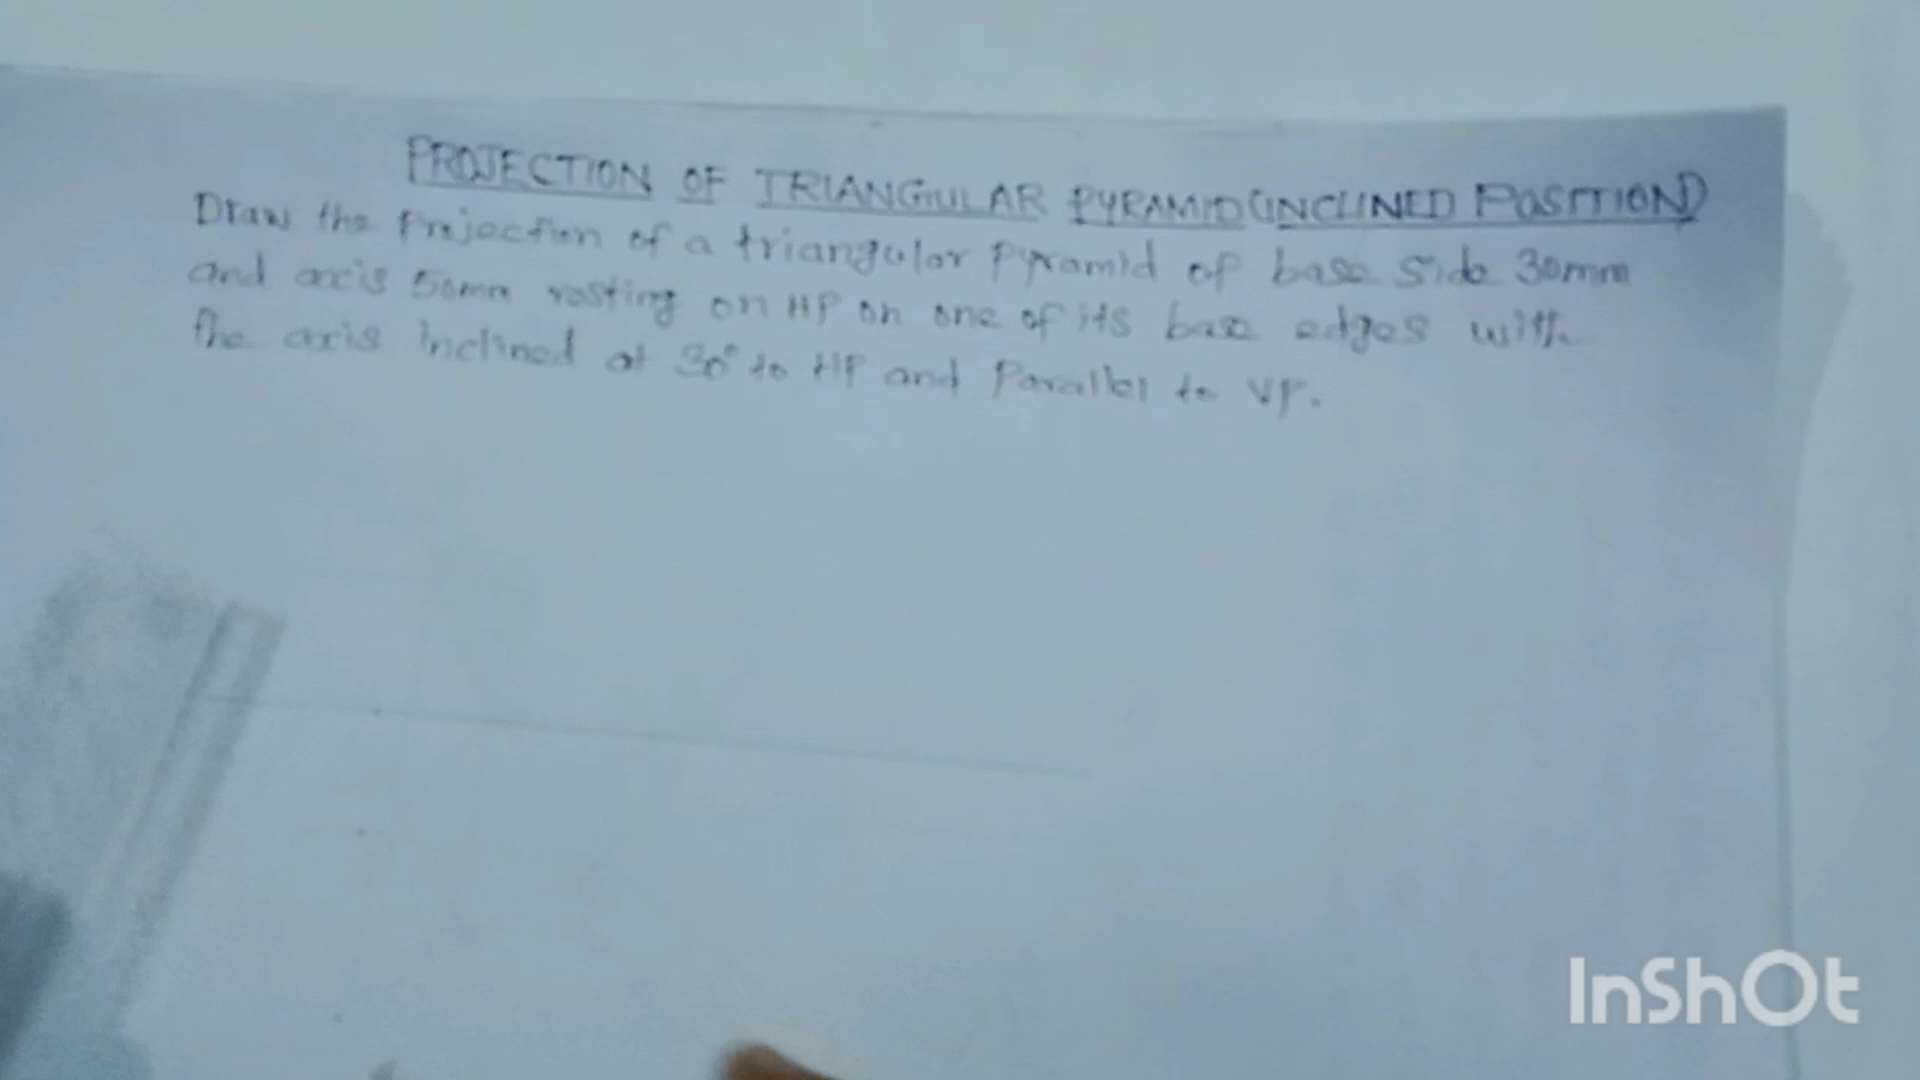 PROJECTION OF TRIANGULAR PYRAMID (INCLINED POSITION)
Draw the Projection of a triangular pyramid of base side 30mm
and axis 50mm resting on HP on one of its base edges with
the axis inclined at 30° to HP and Parallel to VP.
InShOt